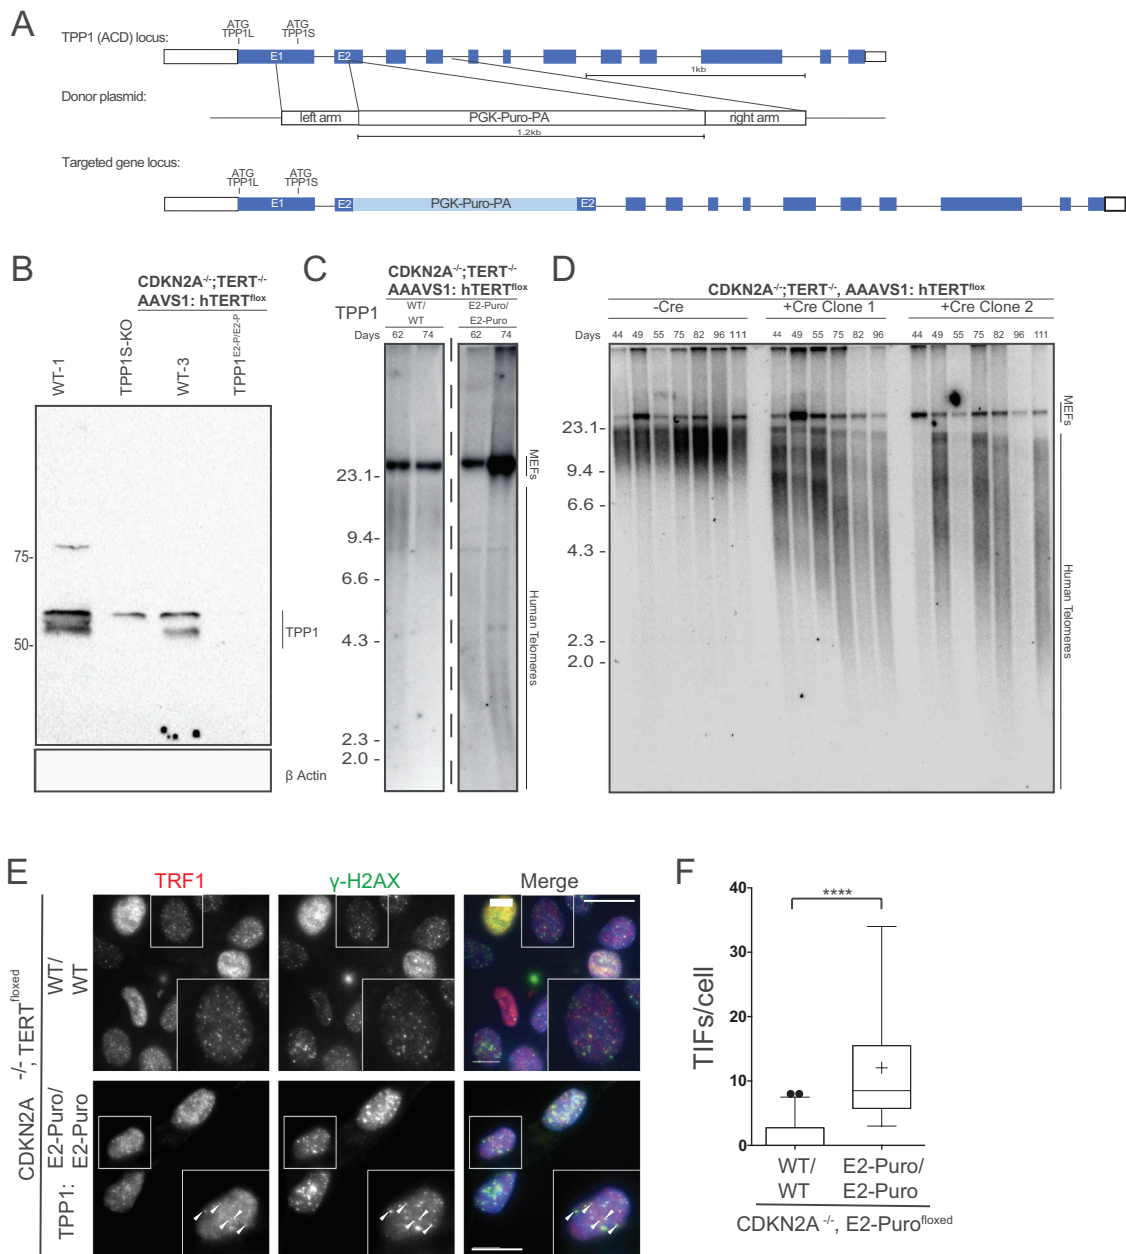 A
TPP1 (ACD) locus:
ATG
TPP1L
ATG
TPP1S
E1
E2
1kb
Donor plasmid:
left arm
PGK-Puro-PA
right arm
1.2kb
Targeted gene locus:
ATG
TPP1L
ATG
TPP1S
E1
E2
PGK-Puro-PA
E2
B
CDKN2A-/-;TERT-/-
AAVS1: hTERTflox
WT-1
TPP1S-KO
WT-3
TPP1E2-P/E2-P
75-
50-
TPP1
β Actin
C
CDKN2A-/-;TERT-/-
AAAVS1: hTERTflox
TPP1
WT/
WT
E2-Puro/
E2-Puro
Days
62 74 62 74
23.1 -
9.4 -
6.6 -
4.3 -
2.3 -
2.0 -
MEFs
Human Telomeres
D
CDKN2A-/-;TERT-/-, AAVS1: hTERTflox
-Cre
+Cre Clone 1
+Cre Clone 2
Days
44 49 55 75 82 96 111 44 49 55 75 82 96 44 49 55 75 82 96 111
23.1 -
9.4 -
6.6 -
4.3 -
2.3 -
2.0 -
MEFs
Human Telomeres
E
TRF1
γ-H2AX
Merge
CDKN2A -/-, TERTfloxed
WT/
WT
TPP1: E2-Puro/
E2-Puro
F
****
TIFs/cell
40
30
20
10
0
WT/
WT
E2-Puro/
E2-Puro
CDKN2A -/-, E2-Purofloxed